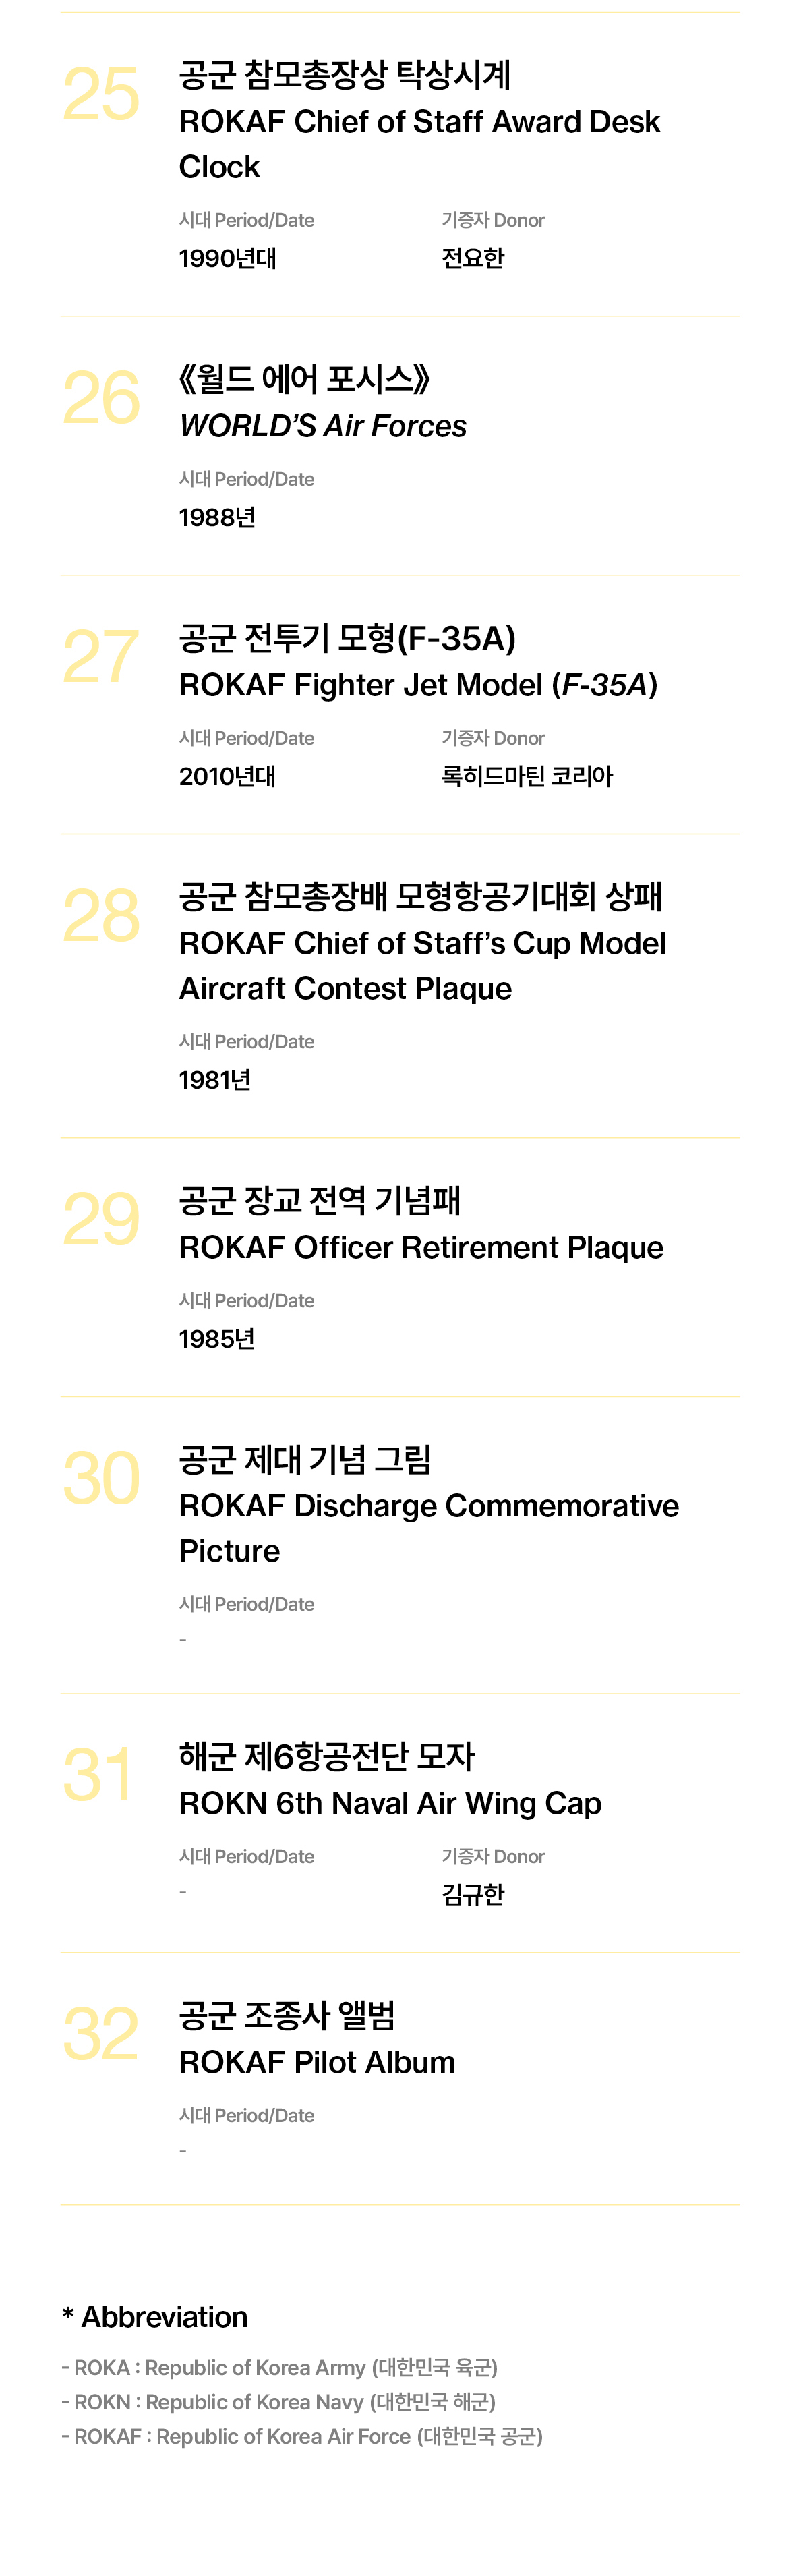 25
공군 참모총장상 탁상시계
ROKAF Chief of Staff Award Desk
Clock
시대 Period/Date 기증자 Donor
1990년대 전요한
26
《월드 에어 포시스》
WORLD’S Air Forces
시대 Period/Date
1988년
27
공군 전투기 모형(F-35A)
ROKAF Fighter Jet Model (F-35A)
시대 Period/Date 기증자 Donor
2010년대 록히드마틴 코리아
28
공군 참모총장배 모형항공기대회 상패
ROKAF Chief of Staff’s Cup Model
Aircraft Contest Plaque
시대 Period/Date
1981년
29
공군 장교 전역 기념패
ROKAF Officer Retirement Plaque
시대 Period/Date
1985년
30
공군 제대 기념 그림
ROKAF Discharge Commemorative
Picture
시대 Period/Date
-
31
해군 제6항공전단 모자
ROKN 6th Naval Air Wing Cap
시대 Period/Date 기증자 Donor
- 김규한
32
공군 조종사 앨범
ROKAF Pilot Album
시대 Period/Date
-
* Abbreviation
- ROKA : Republic of Korea Army (대한민국 육군)
- ROKN : Republic of Korea Navy (대한민국 해군)
- ROKAF : Republic of Korea Air Force (대한민국 공군)